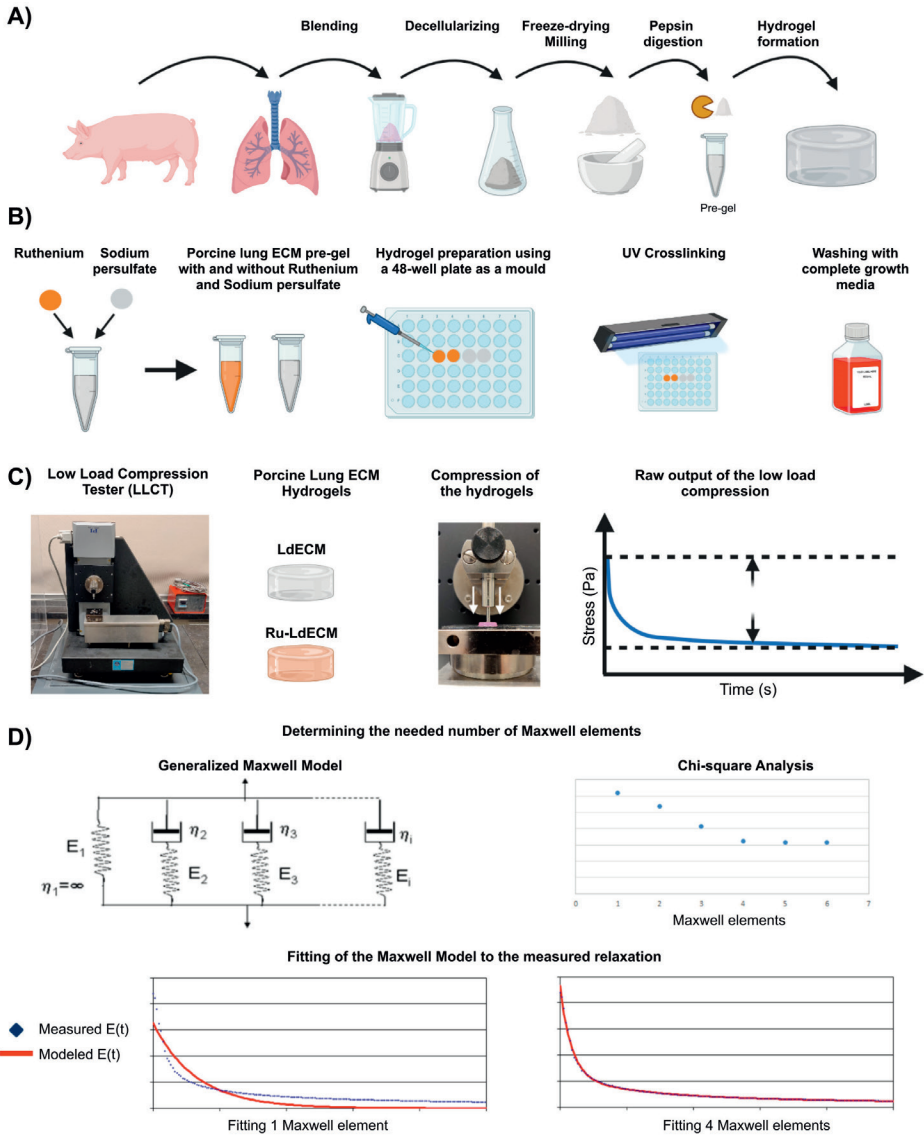 A)
Blending
Decellularizing
Freeze-drying
Milling
Pepsin
digestion
Hydrogel
formation
Pre-gel
B)
Ruthenium
Sodium
persulfate
Porcine lung ECM pre-gel
with and without Ruthenium
and Sodium persulfate
Hydrogel preparation using
a 48-well plate as a mould
UV Crosslinking
Washing with
complete growth
media
C)
Low Load Compression
Tester (LLCT)
Porcine Lung ECM
Hydrogels
LdECM
Ru-LdECM
Compression of
the hydrogels
Raw output of the low load
compression
Stress (Pa)
Time (s)
D)
Determining the needed number of Maxwell elements
Generalized Maxwell Model
E1
η1=∞
η2
E2
η3
E3
ηi
Ei
Chi-square Analysis
0 1 2 3 4 5 6 7
Maxwell elements
Fitting of the Maxwell Model to the measured relaxation
Measured E(t)
Modeled E(t)
Fitting 1 Maxwell element
Fitting 4 Maxwell elements